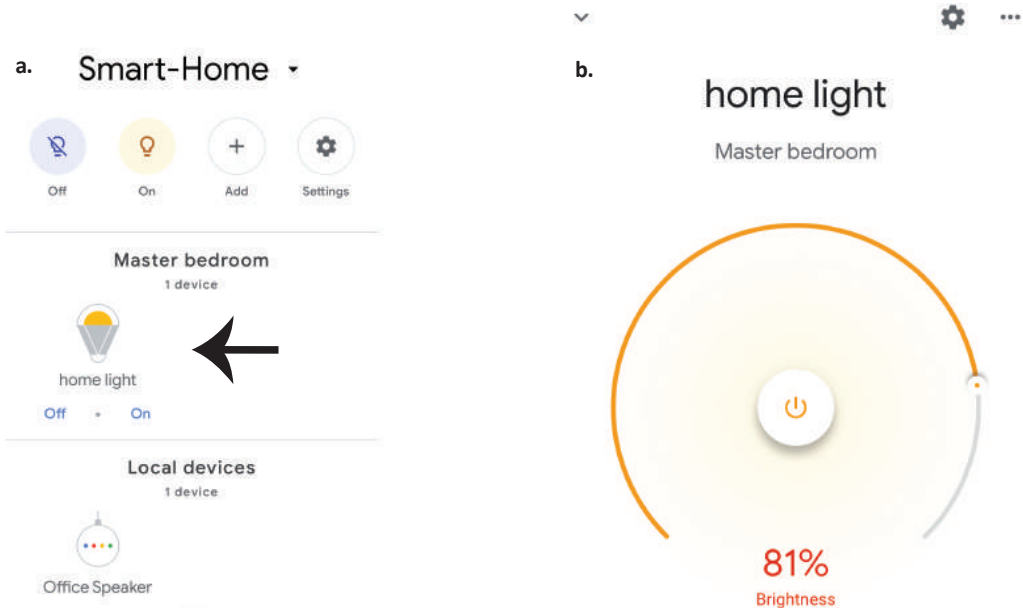 a.
Smart-Home
Off On Add Settings
Master bedroom
1 device
home light
Off • On
Local devices
1 device
Office Speaker
b.
home light
Master bedroom
81%
Brightness